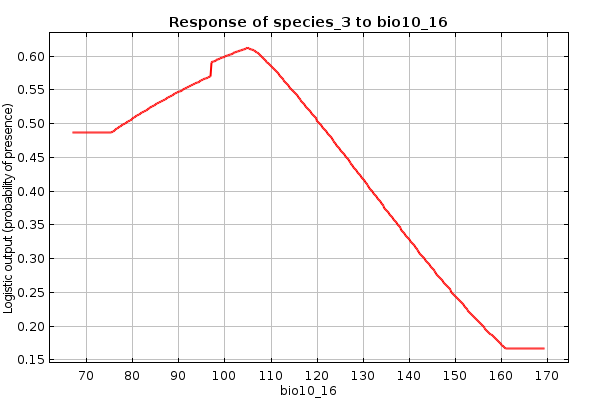 Response of species_3 to bio10_16
Logistic output (probability of presence)
0.60
0.55
0.50
0.45
0.40
0.35
0.30
0.25
0.20
0.15
70 80 90 100 110 120 130 140 150 160 170
bio10_16